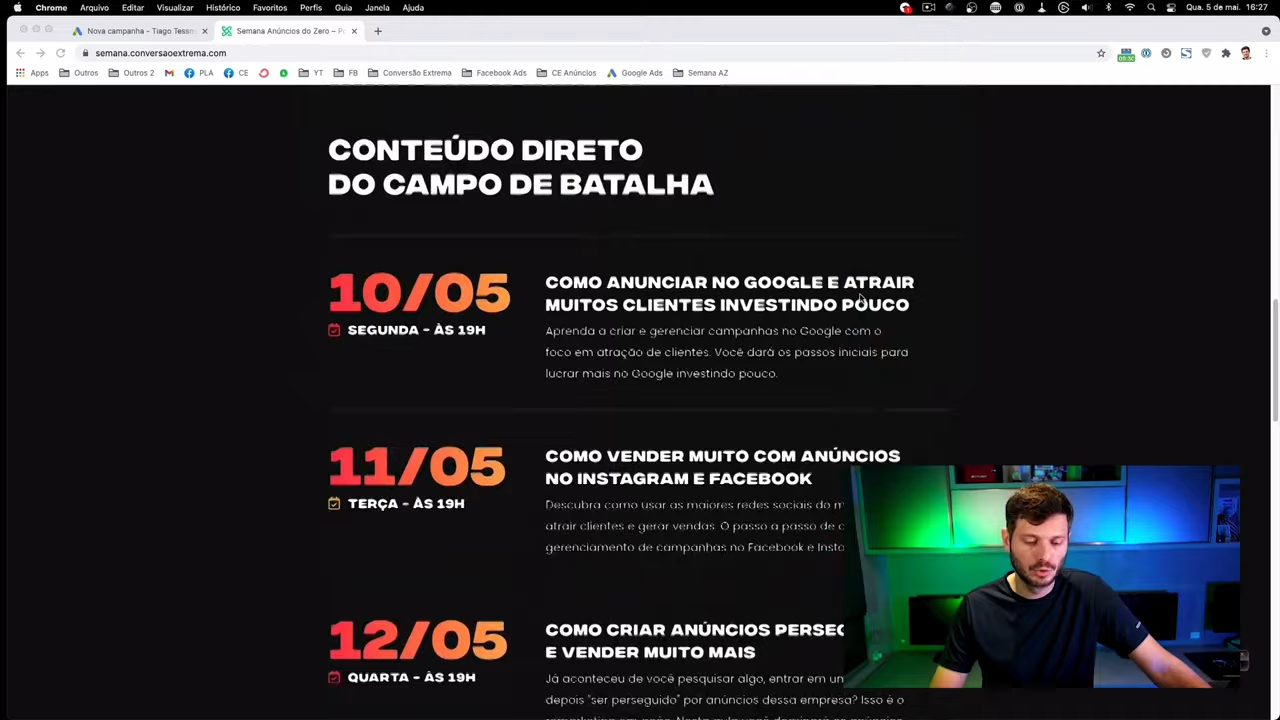 Chrome Arquivo Editar Visualizar Histórico Favoritos Perfis Guia Janela Ajuda
Qua. 5 de mai. 16:27
Nova campanha – Tiago Tesso
Semana Anúncios do Zero – P
semana.conversaoextrema.com
Apps Outros Outros 2 PLA CE YT FB Conversão Extrema Facebook Ads CE Anúncios Google Ads Semana AZ
CONTEÚDO DIRETO
DO CAMPO DE BATALHA
10/05
SEGUNDA - ÀS 19H
COMO ANUNCIAR NO GOOGLE E ATRAIR
MUITOS CLIENTES INVESTINDO POUCO
Aprenda a criar e gerenciar campanhas no Google com o
foco em atração de clientes. Você dará os passos iniciais para
lucrar mais no Google investindo pouco.
11/05
TERÇA - ÀS 19H
COMO VENDER MUITO COM ANÚNCIOS
NO INSTAGRAM E FACEBOOK
Descubra como usar as maiores redes sociais do m
atrair clientes e gerar vendas. O passo a passo de c
gerenciamento de campanhas no Facebook e Insta
12/05
QUARTA - ÀS 19H
COMO CRIAR ANÚNCIOS PERSEG
E VENDER MUITO MAIS
Já aconteceu de você pesquisar algo, entrar em um
depois "ser perseguido" por anúncios dessa empresa? Isso é o